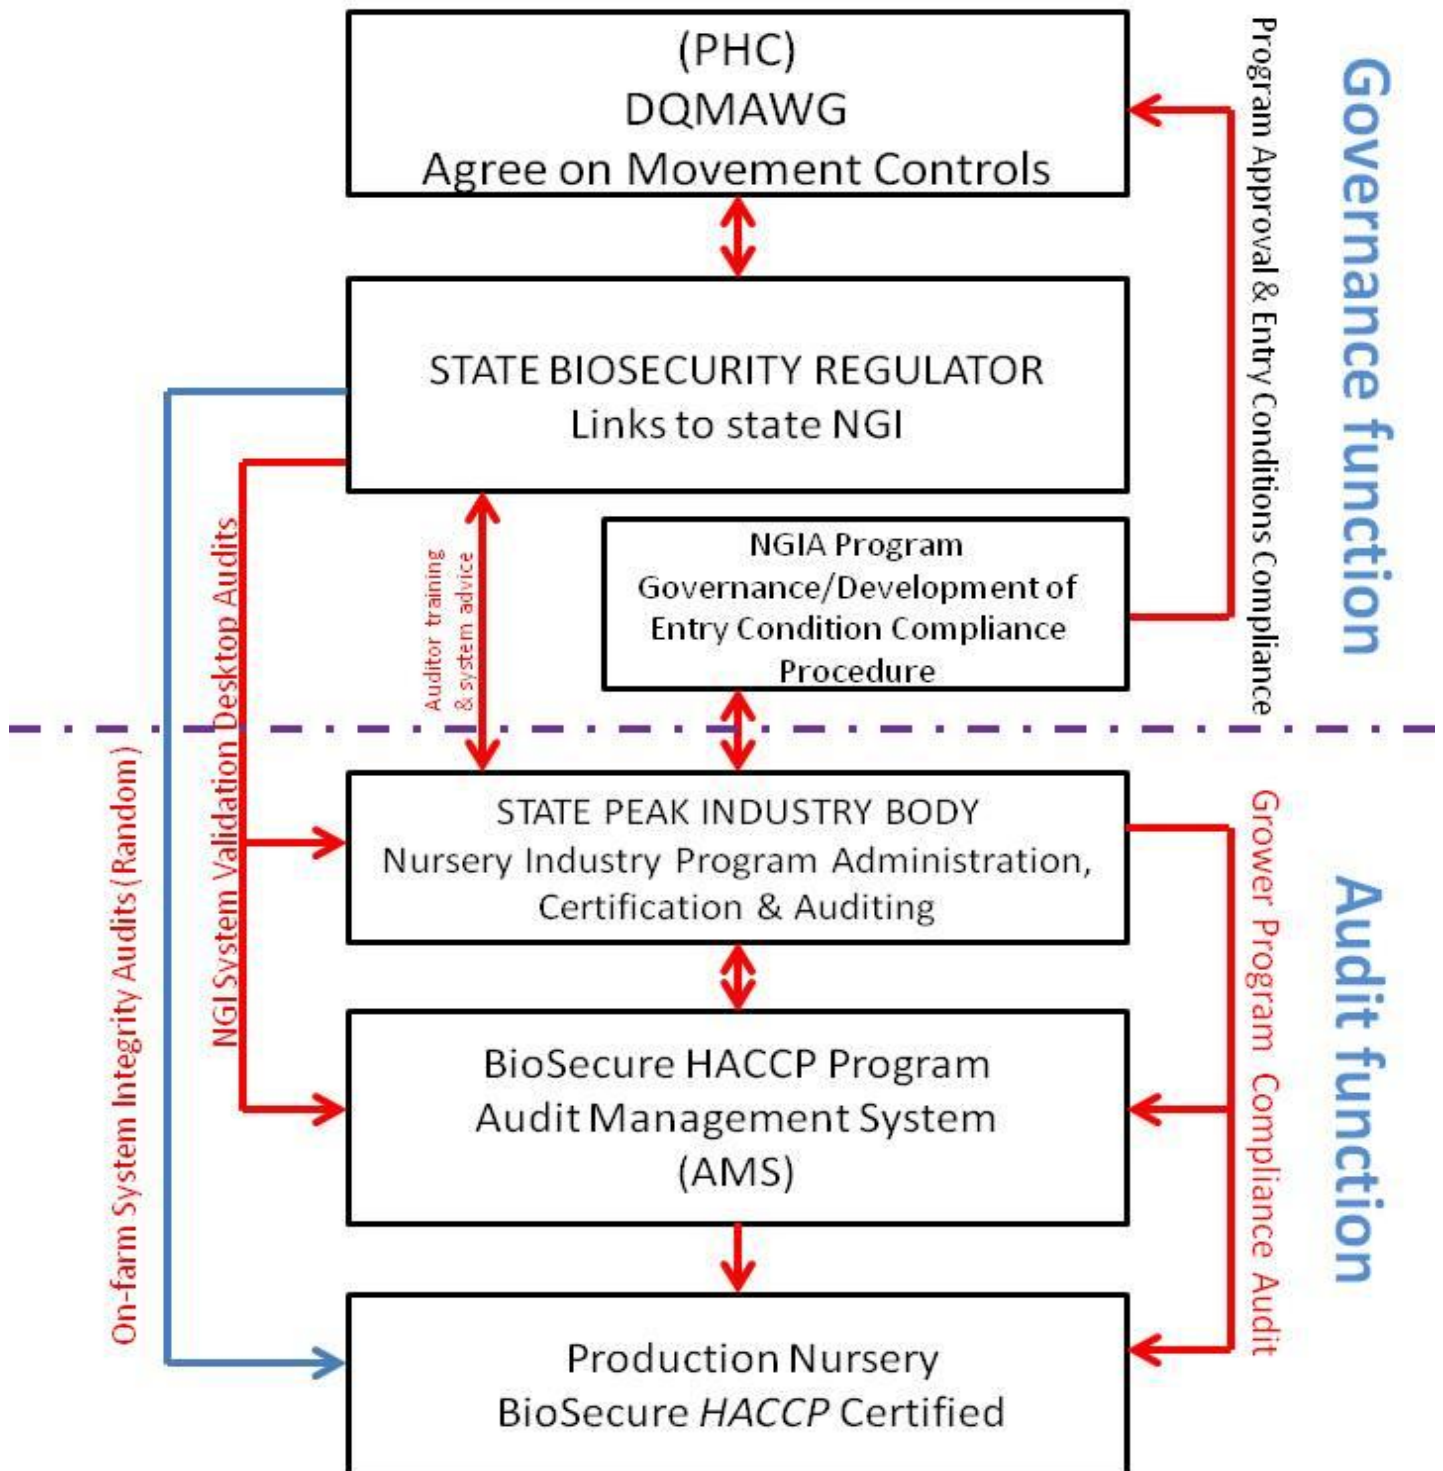 (PHC)
DQMAWG
Agree on Movement Controls
Program Approval & Entry Conditions Compliance
Governance function
STATE BIOSECURITY REGULATOR
Links to state NGI
NGI System Validation Desktop Audits
Auditor training
& system advice
NGIA Program
Governance/Development of
Entry Condition Compliance
Procedure
On-farm System Integrity Audits (Random)
STATE PEAK INDUSTRY BODY
Nursery Industry Program Administration,
Certification & Auditing
Grower Program Compliance Audit
Audit function
BioSecure HACCP Program
Audit Management System
(AMS)
Production Nursery
BioSecure HACCP Certified